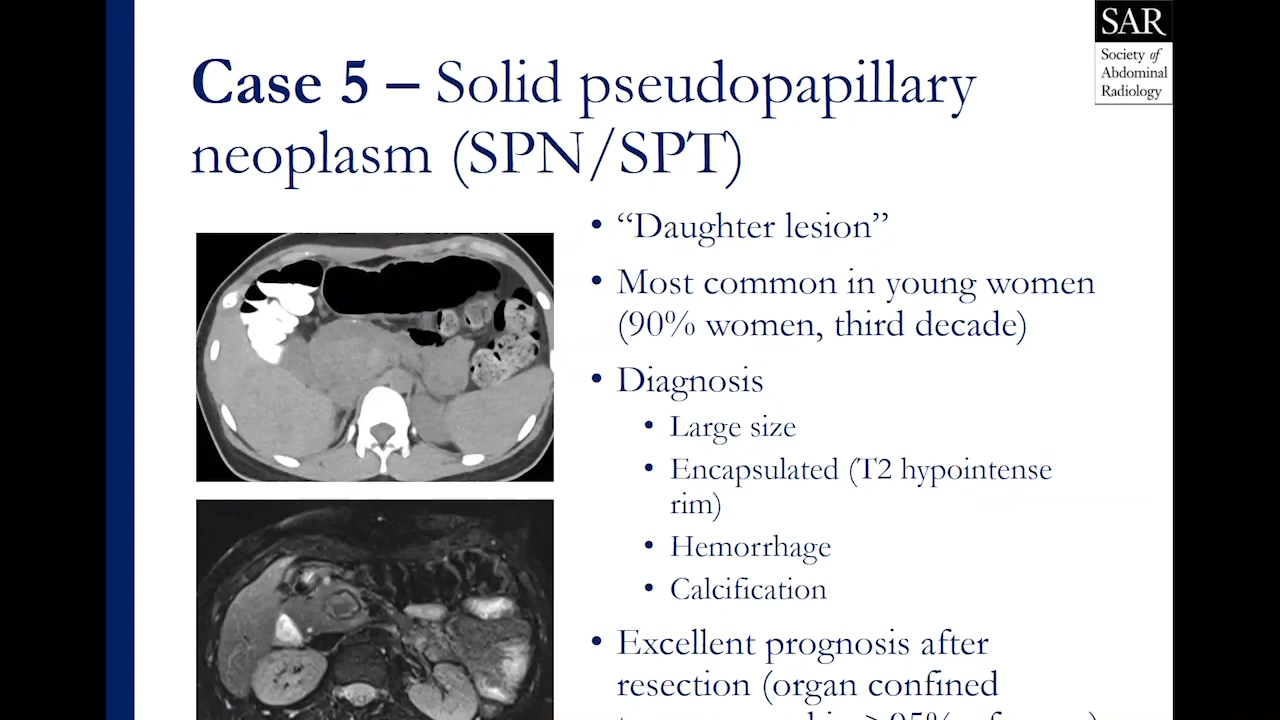 SAR
Society of
Abdominal
Radiology
Case 5 – Solid pseudopapillary
neoplasm (SPN/SPT)
• “Daughter lesion”
• Most common in young women
(90% women, third decade)
• Diagnosis
• Large size
• Encapsulated (T2 hypointense
rim)
• Hemorrhage
• Calcification
• Excellent prognosis after
resection (organ confined